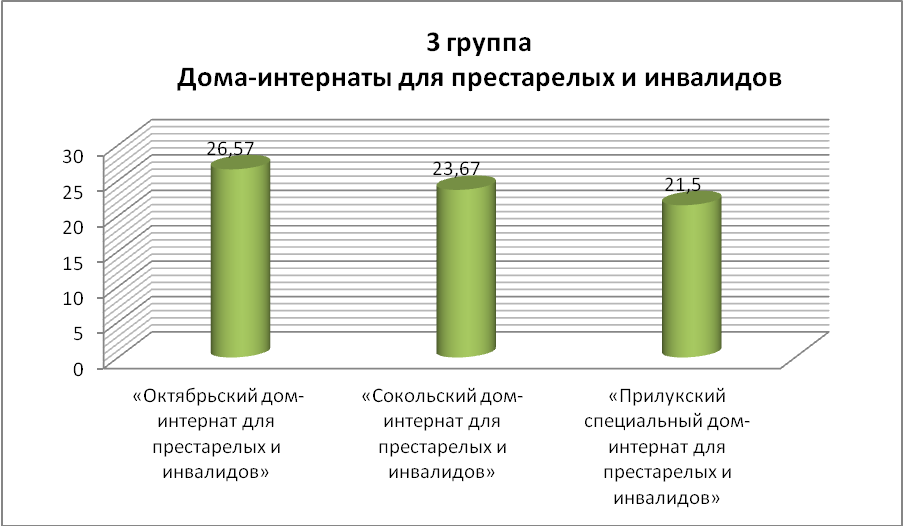 3 группа
Дома-интернаты для престарелых и инвалидов
26,57
23,67
21,5
30
25
20
15
10
5
0
«Октябрьский дом-
интернат для
престарелых и
инвалидов»
«Сокольский дом-
интернат для
престарелых и
инвалидов»
«Прилукский
специальный дом-
интернат для
престарелых и
инвалидов»